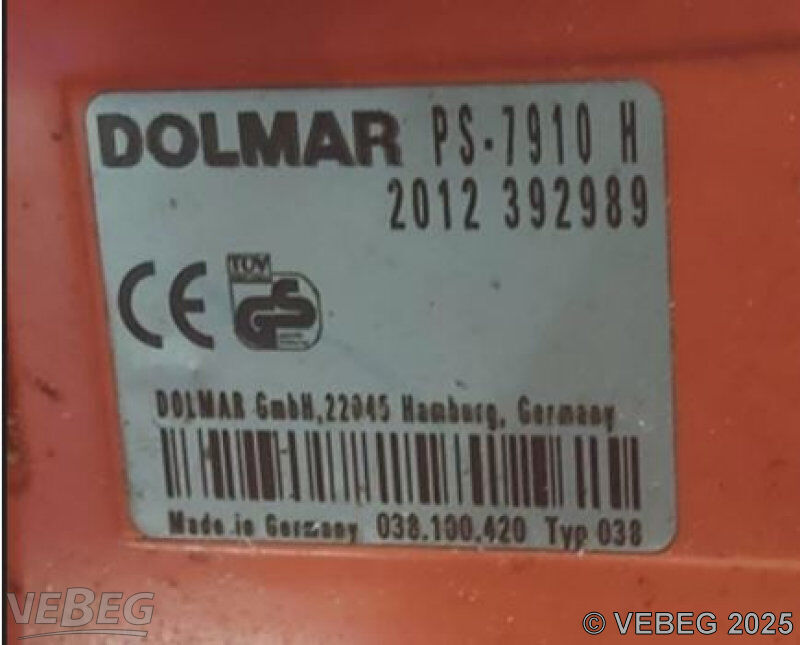 DOLMAR PS-7910 H
2012 392989
CE TÜV GS
DOLMAR GmbH, 22045 Hamburg, Germany
Made in Germany 038.100.420 Typ 038
VEBEG
© VEBEG 2025